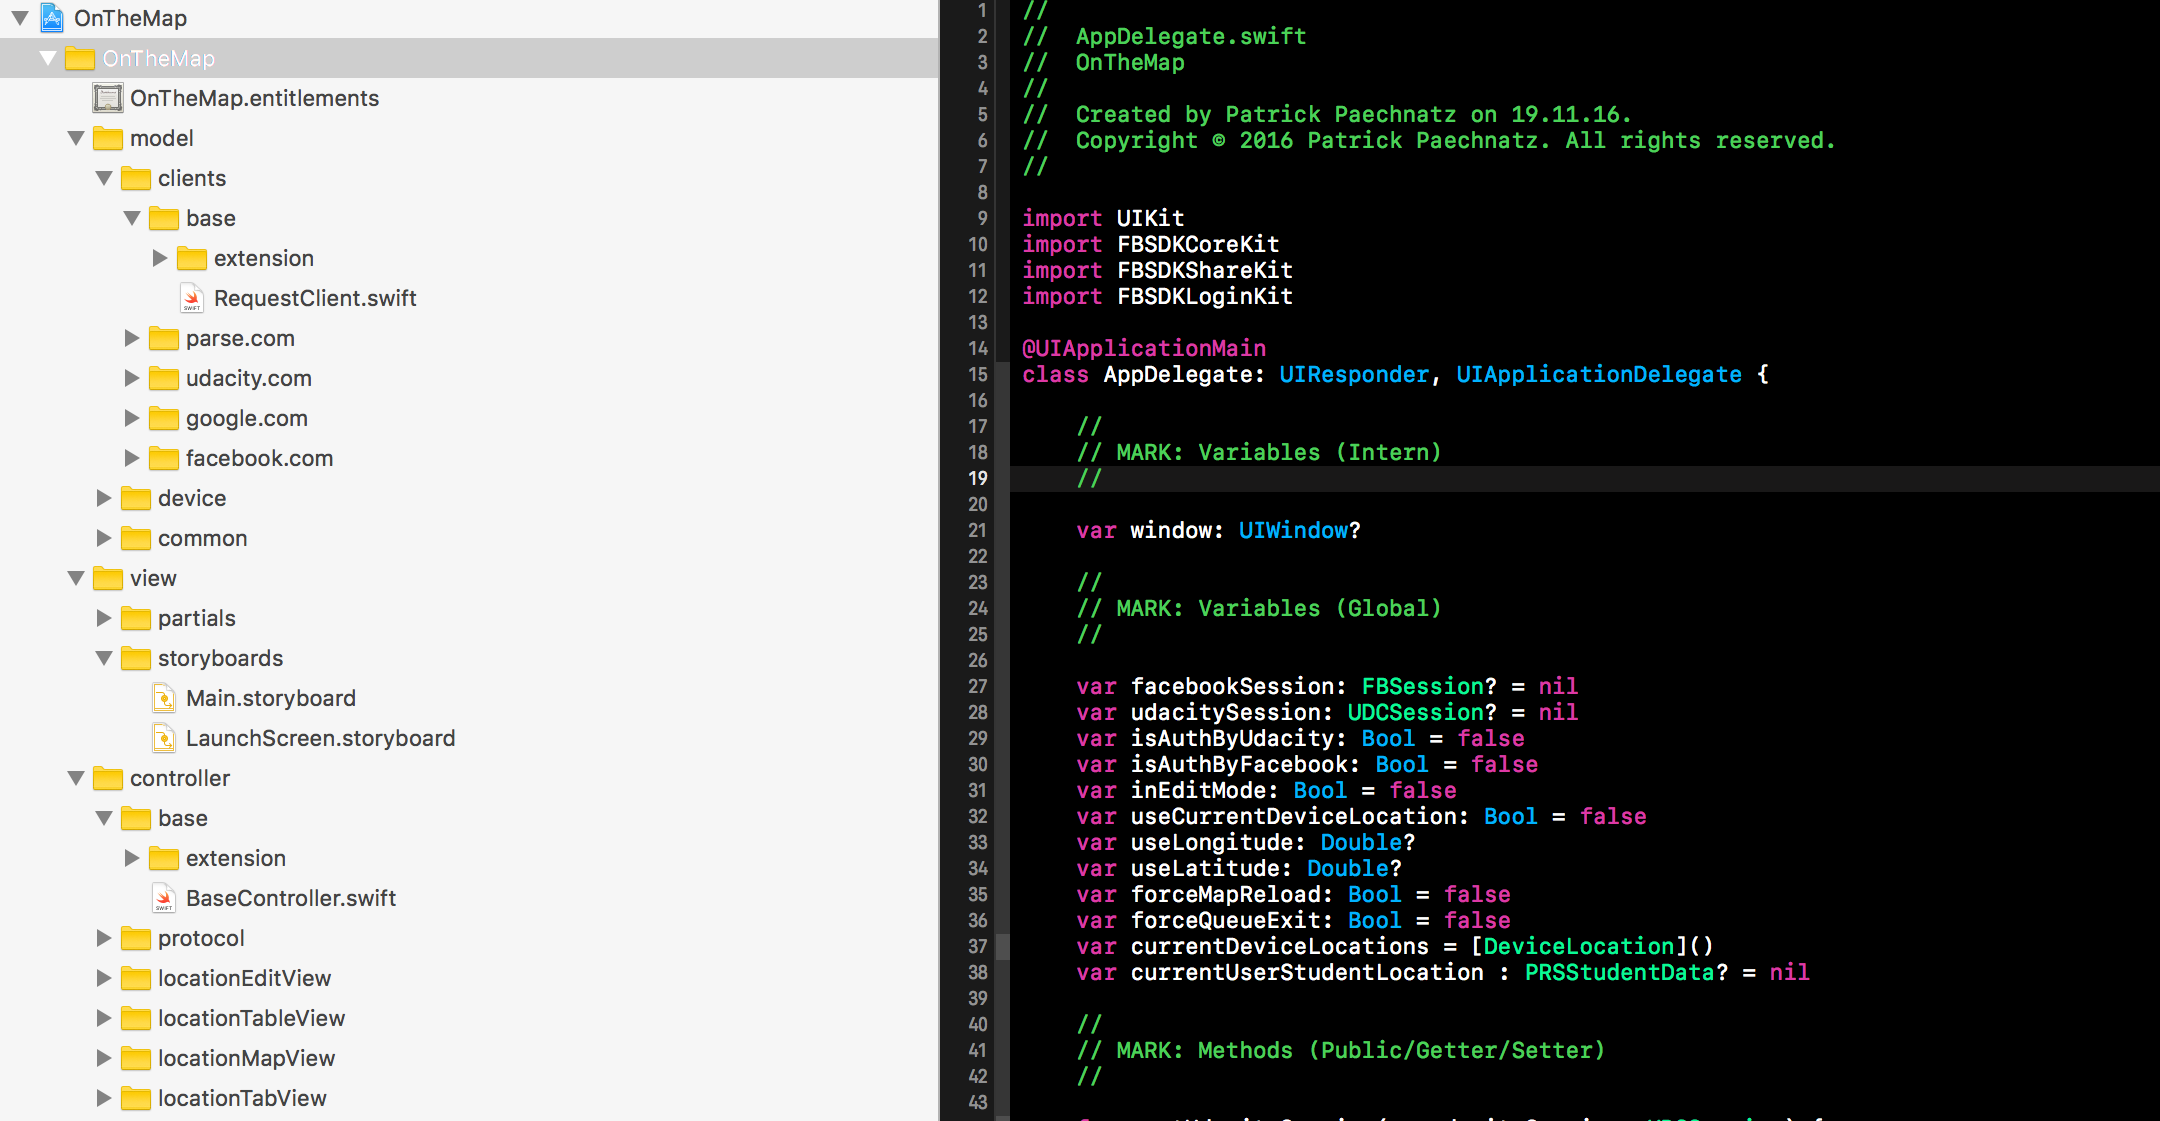 OnTheMap
OnTheMap
OnTheMap.entitlements
model
clients
base
extension
RequestClient.swift
parse.com
udacity.com
google.com
facebook.com
device
common
view
partials
storyboards
Main.storyboard
LaunchScreen.storyboard
controller
base
extension
BaseController.swift
protocol
locationEditView
locationTableView
locationMapView
locationTabView
1 //
2 // AppDelegate.swift
3 // OnTheMap
4 //
5 // Created by Patrick Paechnatz on 19.11.16.
6 // Copyright © 2016 Patrick Paechnatz. All rights reserved.
7 //
8
9 import UIKit
10 import FBSDKCoreKit
11 import FBSDKShareKit
12 import FBSDKLoginKit
13
14 @UIApplicationMain
15 class AppDelegate: UIResponder, UIApplicationDelegate {
16
17 //
18 // MARK: Variables (Intern)
19 //
20
21 var window: UIWindow?
22
23 //
24 // MARK: Variables (Global)
25 //
26
27 var facebookSession: FBSession? = nil
28 var udacitySession: UDCSession? = nil
29 var isAuthByUdacity: Bool = false
30 var isAuthByFacebook: Bool = false
31 var inEditMode: Bool = false
32 var useCurrentDeviceLocation: Bool = false
33 var useLongitude: Double?
34 var useLatitude: Double?
35 var forceMapReload: Bool = false
36 var forceQueueExit: Bool = false
37 var currentDeviceLocations = [DeviceLocation]()
38 var currentUserStudentLocation : PRSStudentData? = nil
39
40 //
41 // MARK: Methods (Public/Getter/Setter)
42 //
43